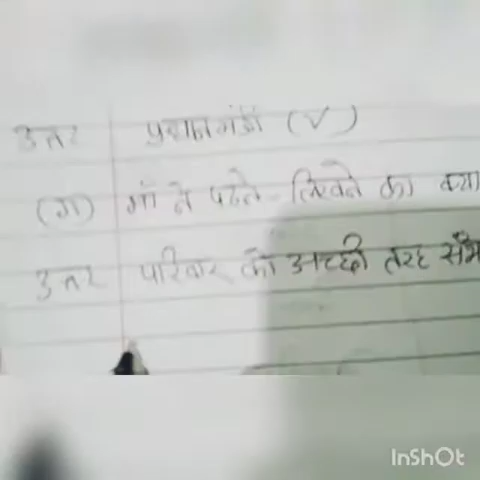 उत्तर प्रधानमंत्री (✓)
(ग) माँ ने पढ़ने-लिखने का क्या
उत्तर परिवार को अच्छी तरह सँभ
InShOt